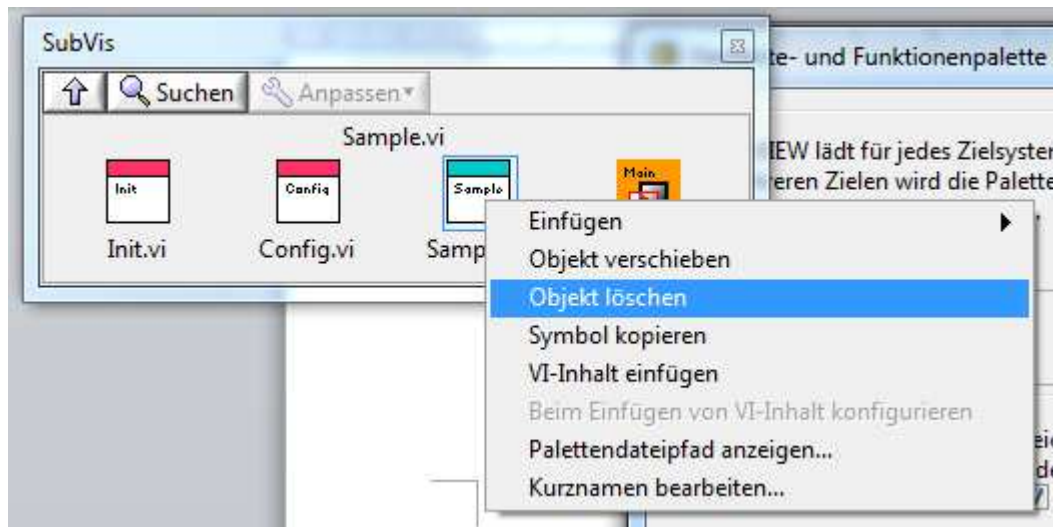 SubVis
te- und Funktionenpalette
Suchen Anpassen
Sample.vi
EW lädt für jedes Zielsyster
eren Zielen wird die Palette
Init Config Sample Main
Init.vi Config.vi Samp
Einfügen
Objekt verschieben
Objekt löschen
Symbol kopieren
VI-Inhalt einfügen
Beim Einfügen von VI-Inhalt konfigurieren
Palettendateipfad anzeigen...
Kurznamen bearbeiten...